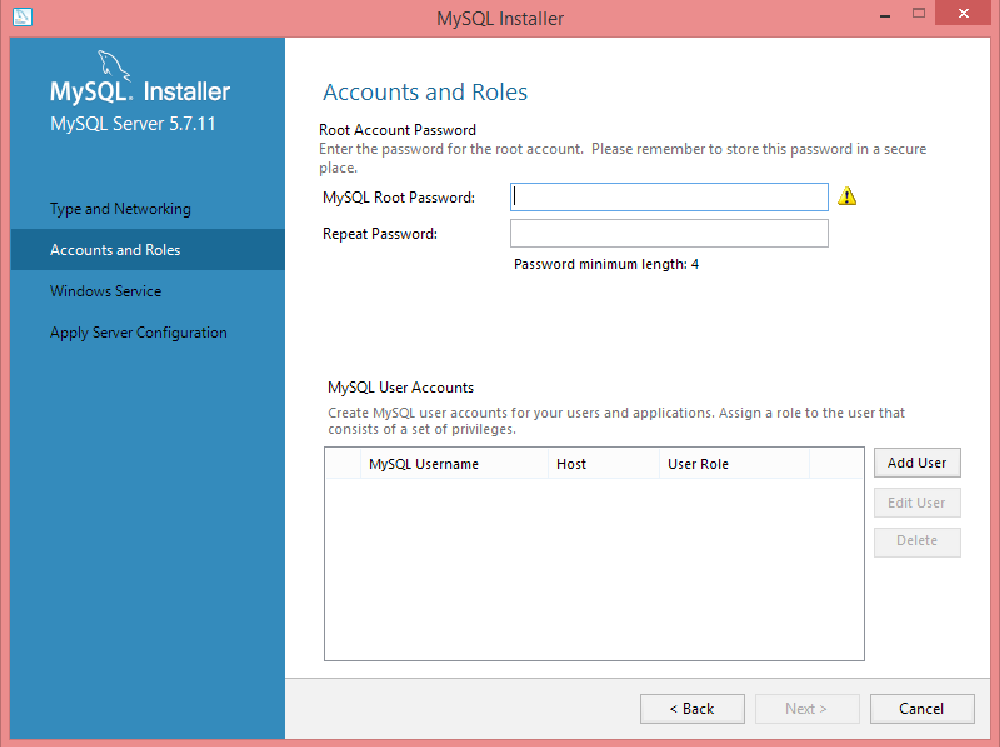 MySQL Installer
MySQL. Installer
MySQL Server 5.7.11
Type and Networking
Accounts and Roles
Windows Service
Apply Server Configuration
Accounts and Roles
Root Account Password
Enter the password for the root account. Please remember to store this password in a secure
place.
MySQL Root Password:
Repeat Password:
Password minimum length: 4
MySQL User Accounts
Create MySQL user accounts for your users and applications. Assign a role to the user that
consists of a set of privileges.
MySQL Username Host User Role
Add User
Edit User
Delete
< Back Next > Cancel